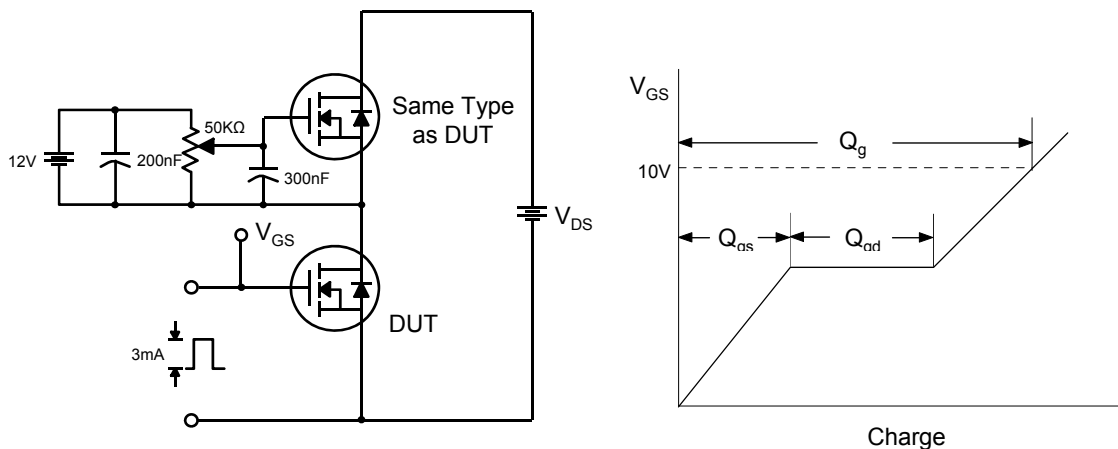 12V
200nF
50KΩ
300nF
Same Type
as DUT
V_GS
DUT
3mA
V_DS
V_GS
10V
Q_g
Q_gs
Q_gd
Charge